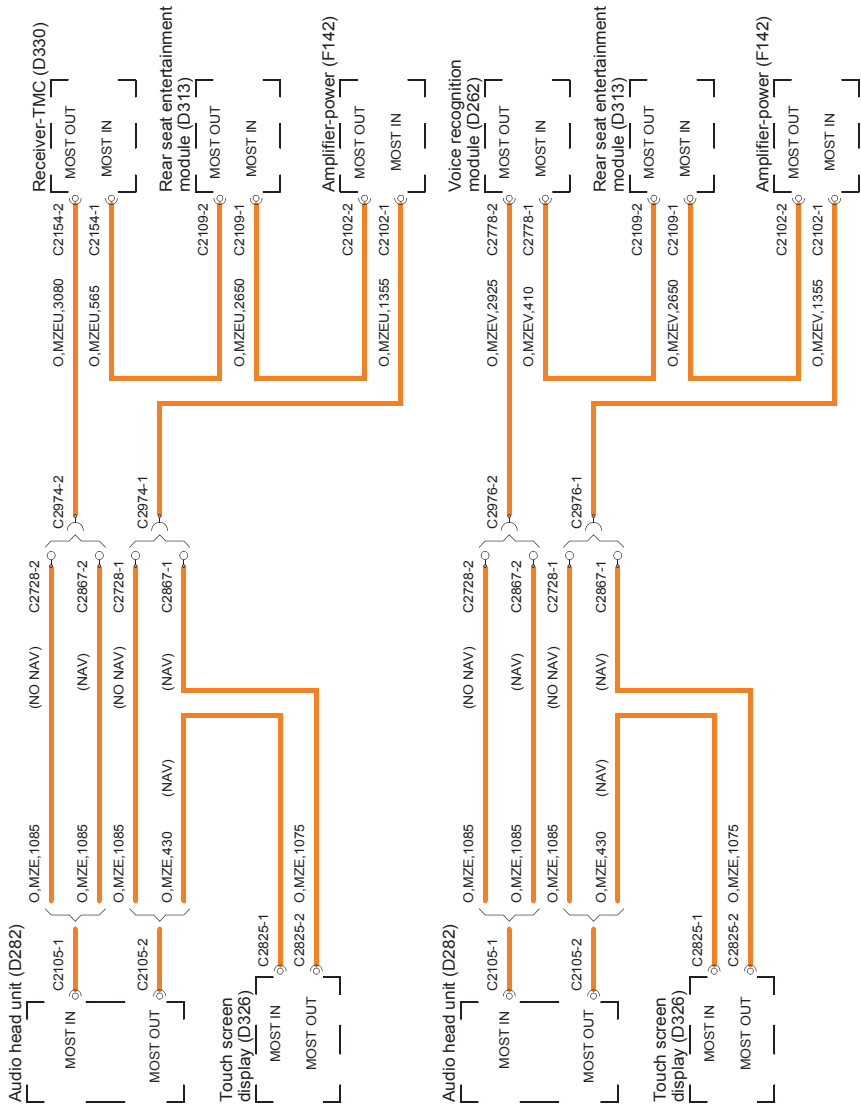 Receiver-TMC (D330)
MOST OUT
MOST IN
C2154-2
C2154-1
O,MZEU,3080
O,MZEU,565
Rear seat entertainment
module (D313)
MOST OUT
MOST IN
C2109-2
C2109-1
O,MZEU,2650
Amplifier-power (F142)
MOST OUT
MOST IN
C2102-2
C2102-1
O,MZEU,1355
C2974-2
C2974-1
C2728-2
C2867-2
C2728-1
C2867-1
(NO NAV)
(NAV)
(NO NAV)
(NAV)
(NAV)
O,MZE,1085
O,MZE,1085
O,MZE,1085
O,MZE,430
O,MZE,1075
Audio head unit (D282)
MOST IN
MOST OUT
C2105-1
C2105-2
Touch screen
display (D326)
MOST IN
MOST OUT
C2825-1
C2825-2
Voice recognition
module (D262)
MOST OUT
MOST IN
C2778-2
C2778-1
O,MZEV,2925
O,MZEV,410
Rear seat entertainment
module (D313)
MOST OUT
MOST IN
C2109-2
C2109-1
O,MZEV,2650
Amplifier-power (F142)
MOST OUT
MOST IN
C2102-2
C2102-1
O,MZEV,1355
C2976-2
C2976-1
C2728-2
C2867-2
C2728-1
C2867-1
(NO NAV)
(NAV)
(NO NAV)
(NAV)
(NAV)
O,MZE,1085
O,MZE,1085
O,MZE,1085
O,MZE,430
O,MZE,1075
Audio head unit (D282)
MOST IN
MOST OUT
C2105-1
C2105-2
Touch screen
display (D326)
MOST IN
MOST OUT
C2825-1
C2825-2